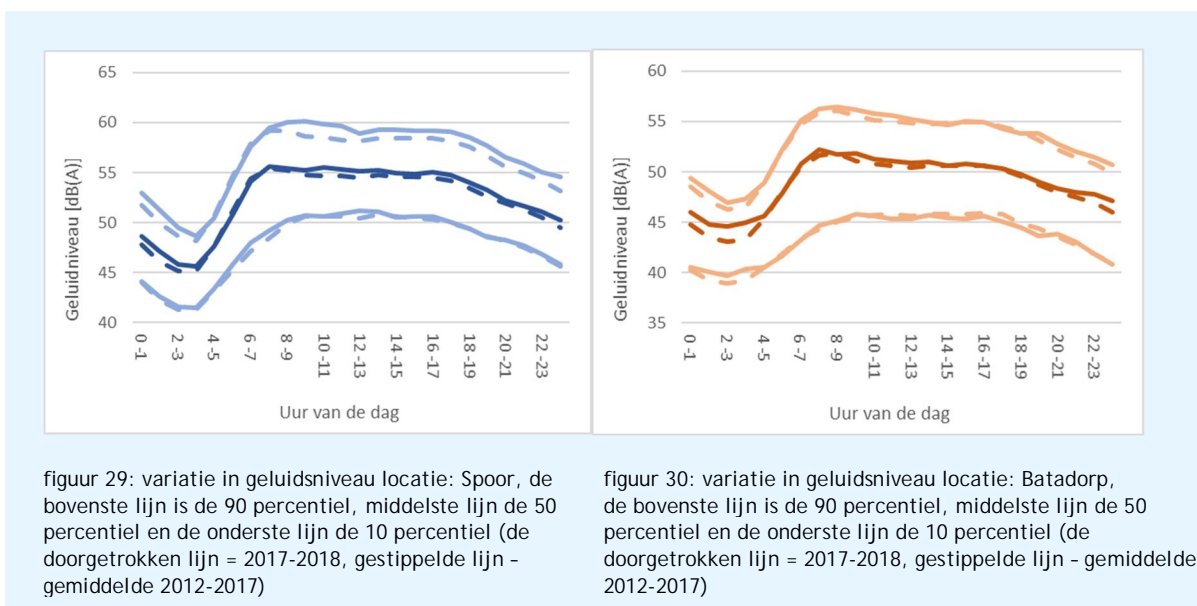 65
60
55
50
45
40
Geluidniveau [dB(A)]
0 -1
2 -3
4 -5
6 -7
8 -9
10 -11
12 -13
14 -15
16 -17
18 -19
20 -21
22 -23
Uur van de dag
60
55
50
45
40
35
Geluidniveau [dB(A)]
0 -1
2 -3
4 -5
6 -7
8 -9
10 -11
12 -13
14 -15
16 -17
18 -19
20 -21
22 -23
Uur van de dag
figuur 29: variatie in geluidsniveau locatie: Spoor, de
bovenste lijn is de 90 percentiel, middelste lijn de 50
percentiel en de onderste lijn de 10 percentiel (de
doorgetrokken lijn = 2017-2018, gestippelde lijn –
gemiddelde 2012-2017)
figuur 30: variatie in geluidsniveau locatie: Batadorp,
de bovenste lijn is de 90 percentiel, middelste lijn de 50
percentiel en de onderste lijn de 10 percentiel (de
doorgetrokken lijn = 2017-2018, gestippelde lijn – gemiddelde
2012-2017)